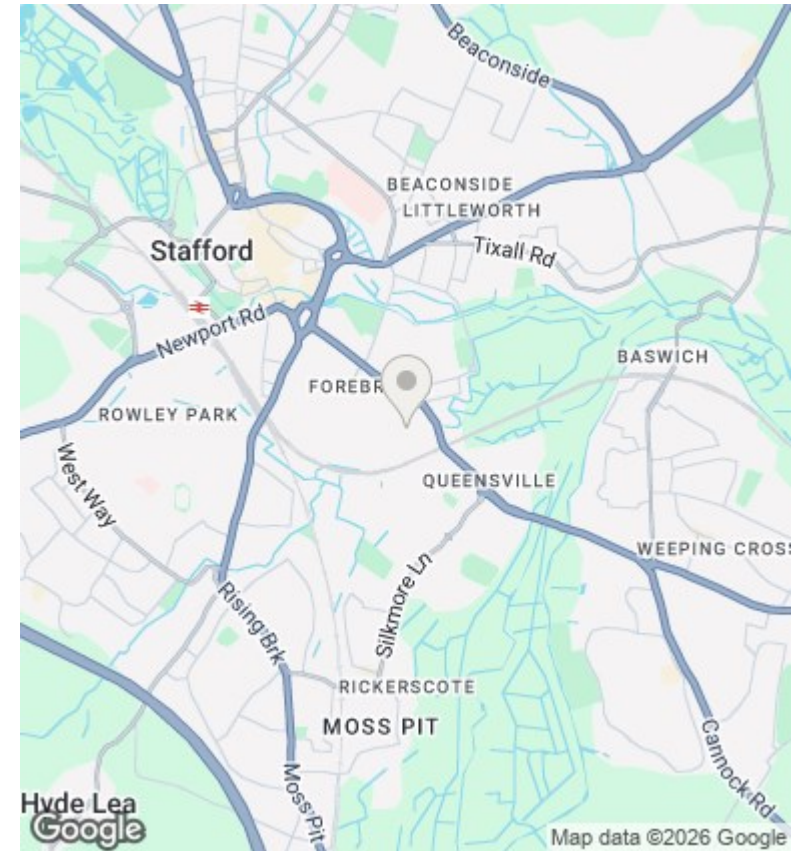 Beaconside
BEACONSIDE
LITTLEWORTH
Tixall Rd
Stafford
Newport Rd
BASWICH
FOREBR
ROWLEY PARK
West Way
QUEENSVILLE
WEEPING CROSS
Silkmore Ln
Rising Brk
RICKERSCOTE
MOSS PIT
Cannock Rd
Moss Pit
Hyde Lea
Google
Map data ©2026 Google